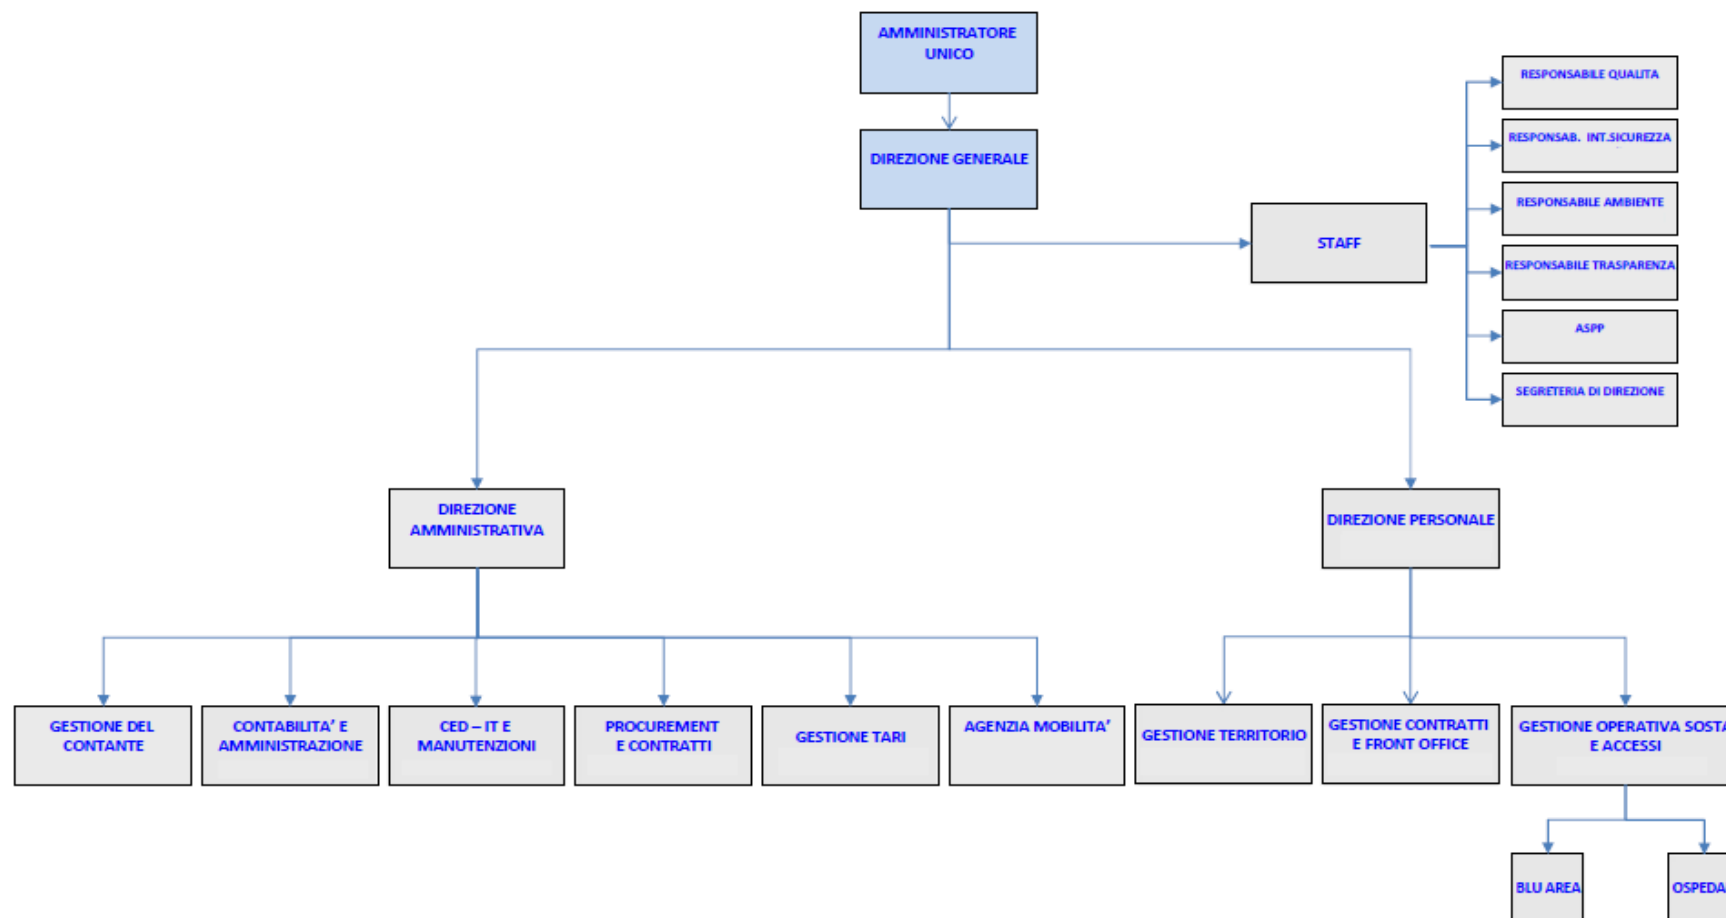 AMMINISTRATORE
UNICO
DIREZIONE GENERALE
STAFF
RESPONSABILE QUALITA
RESPONSAB. INT.SICUREZZA
RESPONSABILE AMBIENTE
RESPONSABILE TRASPARENZA
ASPP
SEGRETERIA DI DIREZIONE
DIREZIONE
AMMINISTRATIVA
DIREZIONE PERSONALE
GESTIONE DEL
CONTANTE
CONTABILITA’ E
AMMINISTRAZIONE
CED – IT E
MANUTENZIONI
PROCUREMENT
E CONTRATTI
GESTIONE TARI
AGENZIA MOBILITA’
GESTIONE TERRITORIO
GESTIONE CONTRATTI
E FRONT OFFICE
GESTIONE OPERATIVA SOSTA
E ACCESSI
BLU AREA